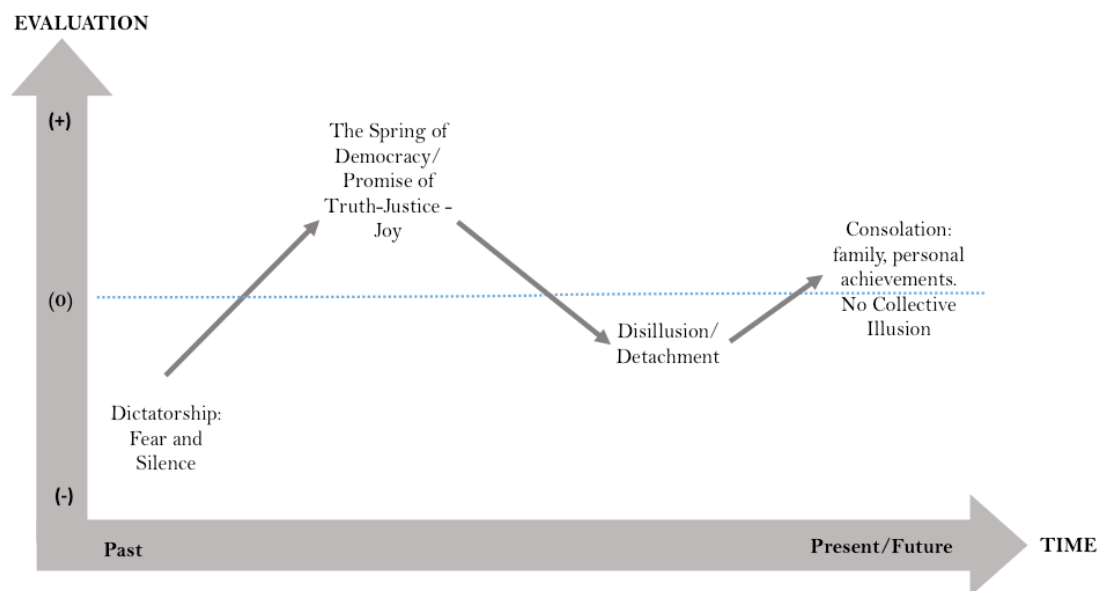 EVALUATION
(+)
The Spring of
Democracy/
Promise of
Truth-Justice -
Joy
Consolation:
family, personal
achievements.
No Collective
Illusion
(0)
Disillusion/
Detachment
Dictatorship:
Fear and
Silence
(-)
Past
Present/Future
TIME